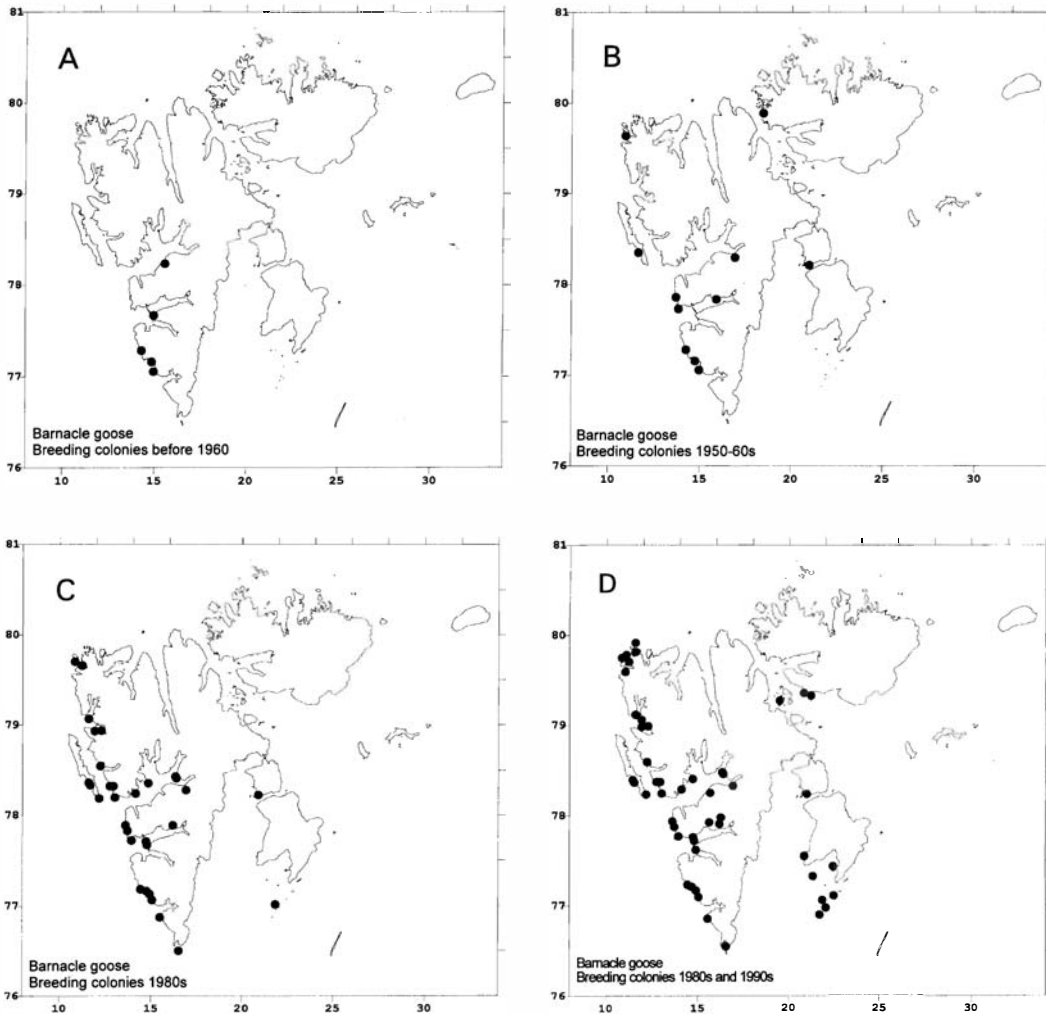 A
81
80
79
78
77
76
Barnacle goose
Breeding colonies before 1960
10 15 20 25 30
B
81
80
79
78
77
76
Barnacle goose
Breeding colonies 1950-60s
10 15 20 25 30
C
81
80
79
78
77
76
Barnacle goose
Breeding colonies 1980s
10 15 20 25 30
D
81
80
79
78
77
76
Barnacle goose
Breeding colonies 1980s and 1990s
10 15 20 25 30